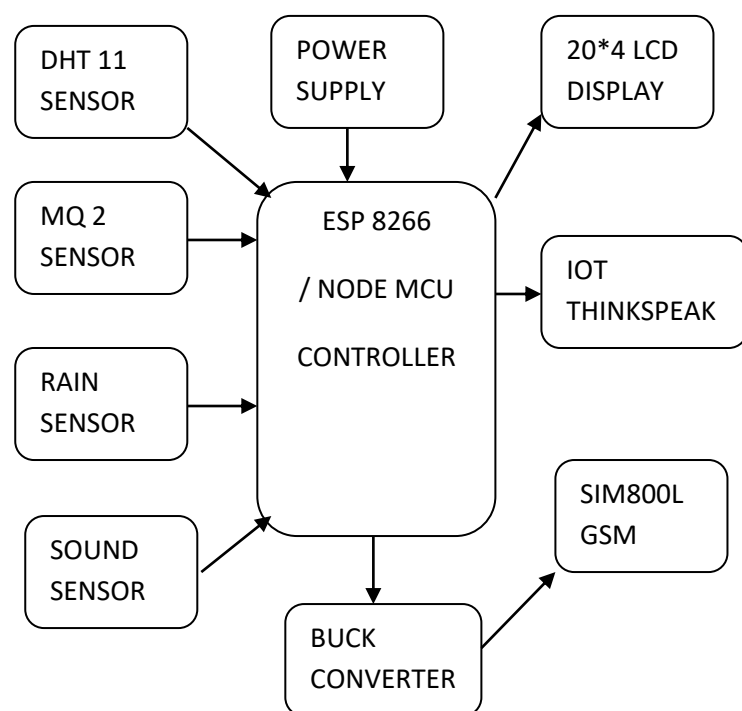 DHT 11
SENSOR
POWER
SUPPLY
20*4 LCD
DISPLAY
MQ 2
SENSOR
ESP 8266
/ NODE MCU
CONTROLLER
IOT
THINKSPEAK
RAIN
SENSOR
SIM800L
GSM
SOUND
SENSOR
BUCK
CONVERTER